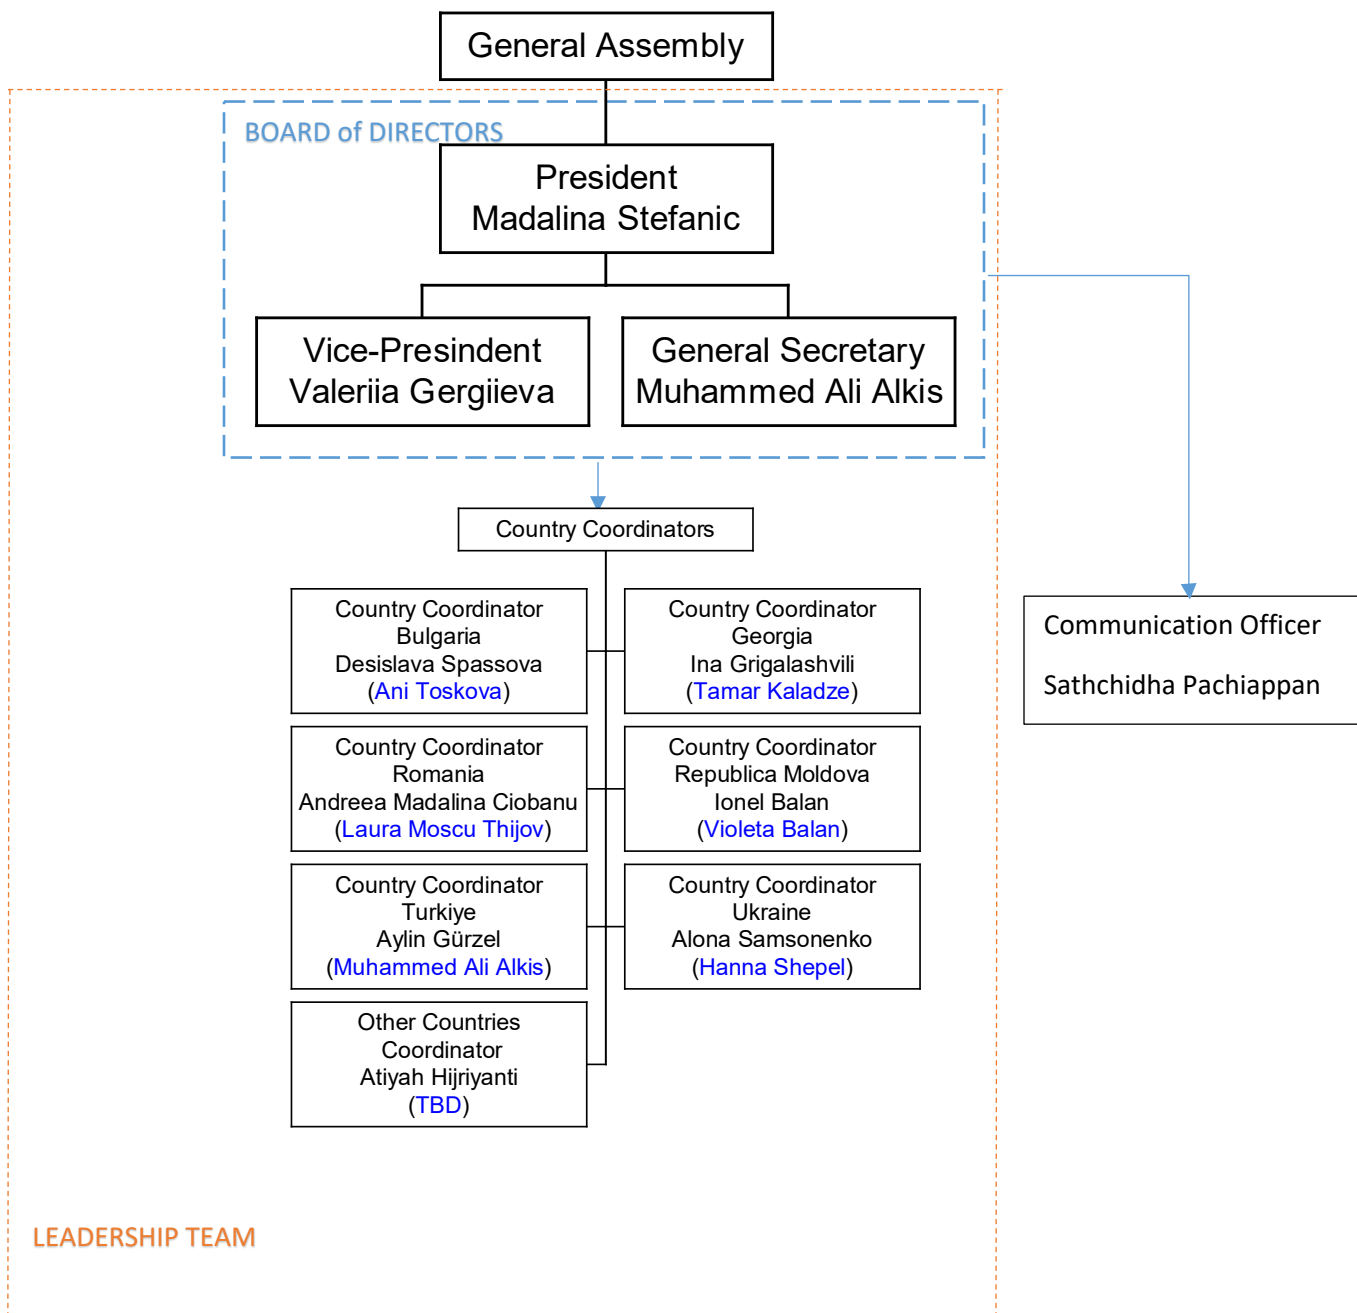 General Assembly
BOARD of DIRECTORS
President
Madalina Stefanic
Vice-Presindent
Valeriia Gergiieva
General Secretary
Muhammed Ali Alkis
Country Coordinators
Country Coordinator
Bulgaria
Desislava Spassova
(Ani Toskova)
Country Coordinator
Georgia
Ina Grigalashvili
(Tamar Kaladze)
Communication Officer
Sathchidha Pachiappan
Country Coordinator
Romania
Andreea Madalina Ciobanu
(Laura Moscu Thijov)
Country Coordinator
Republica Moldova
Ionel Balan
(Violeta Balan)
Country Coordinator
Turkiye
Aylin Gürzel
(Muhammed Ali Alkis)
Country Coordinator
Ukraine
Alona Samsonenko
(Hanna Shepel)
Other Countries
Coordinator
Atiyah Hijriyanti
(TBD)
LEADERSHIP TEAM